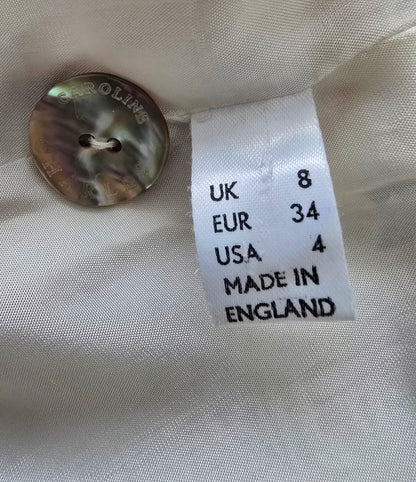 CAROLINE
UK 8
EUR 34
USA 4
MADE IN
ENGLAND